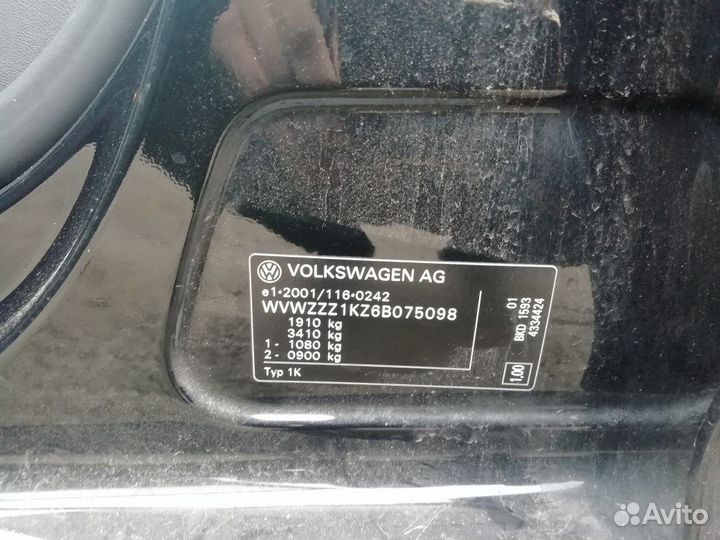 VOLKSWAGEN AG
e1*2001/116*0242
WVWZZZ1KZ6B075098
1910 kg
3410 kg
1 - 1080 kg
2 - 0900 kg
Typ 1K
01
BKD 1593
4334424
1,00
Avito